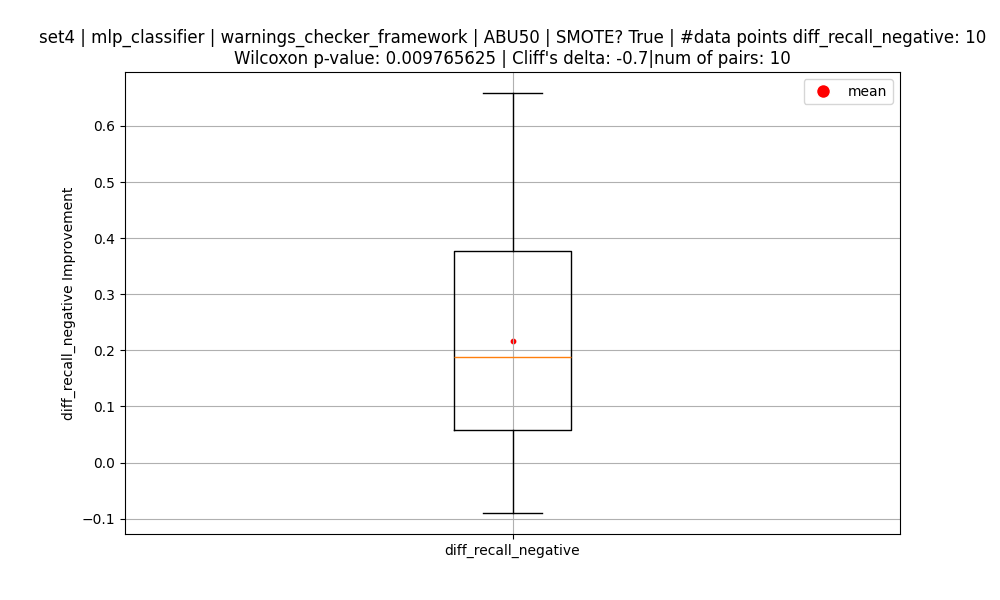 set4 | mlp_classifier | warnings_checker_framework | ABU50 | SMOTE? True | #data points diff_recall_negative: 10
Wilcoxon p-value: 0.009765625 | Cliff's delta: -0.7|num of pairs: 10
mean
0.6
0.5
0.4
0.3
0.2
0.1
0.0
−0.1
diff_recall_negative Improvement
diff_recall_negative